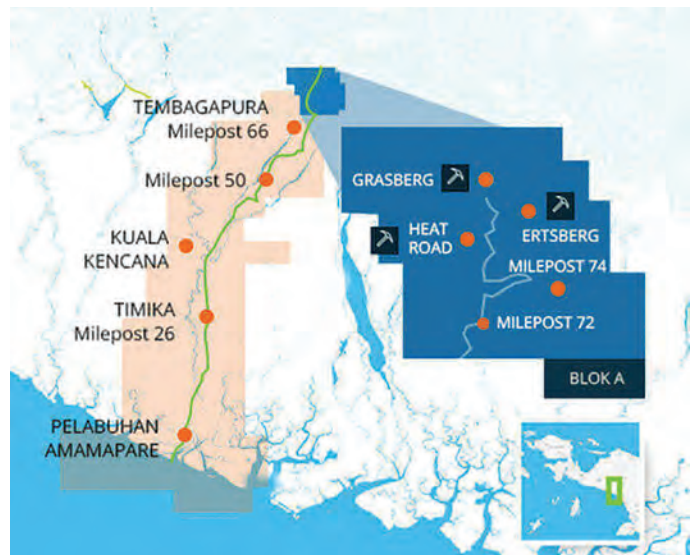 TEMBAGAPURA
Milepost 66
Milepost 50
KUALA
KENCANA
TIMIKA
Milepost 26
PELABUHAN
AMAMAPARE
GRASBERG
HEAT
ROAD
ERTSBERG
MILEPOST 74
MILEPOST 72
BLOK A